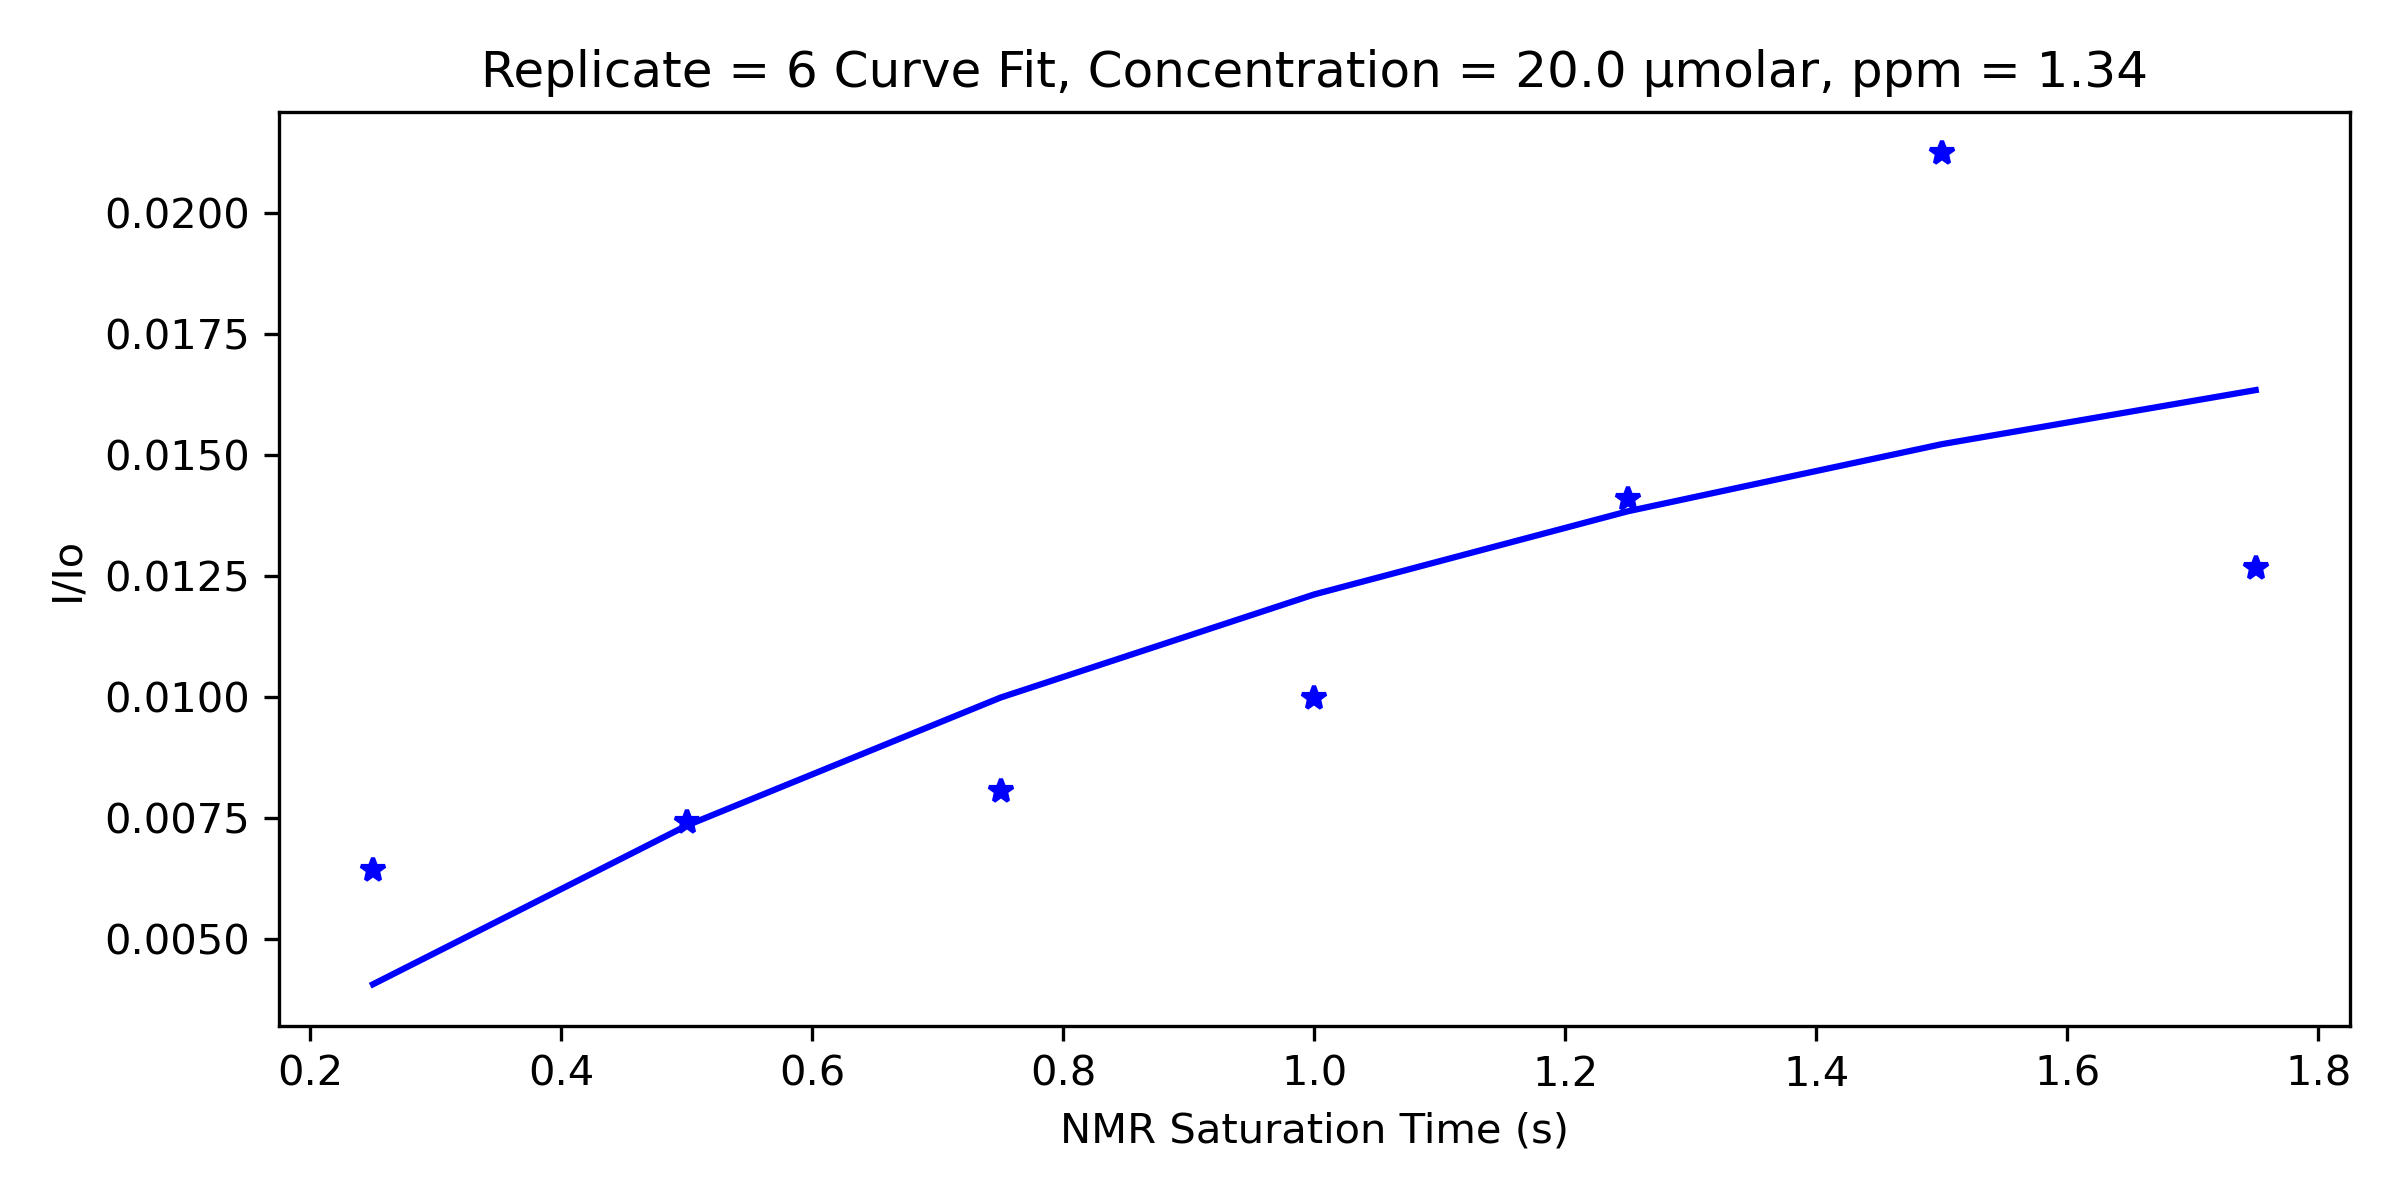 Replicate = 6 Curve Fit, Concentration = 20.0 µmolar, ppm = 1.34
0.0200
0.0175
0.0150
0.0125
0.0100
0.0075
0.0050
I/Io
0.2 0.4 0.6 0.8 1.0 1.2 1.4 1.6 1.8
NMR Saturation Time (s)